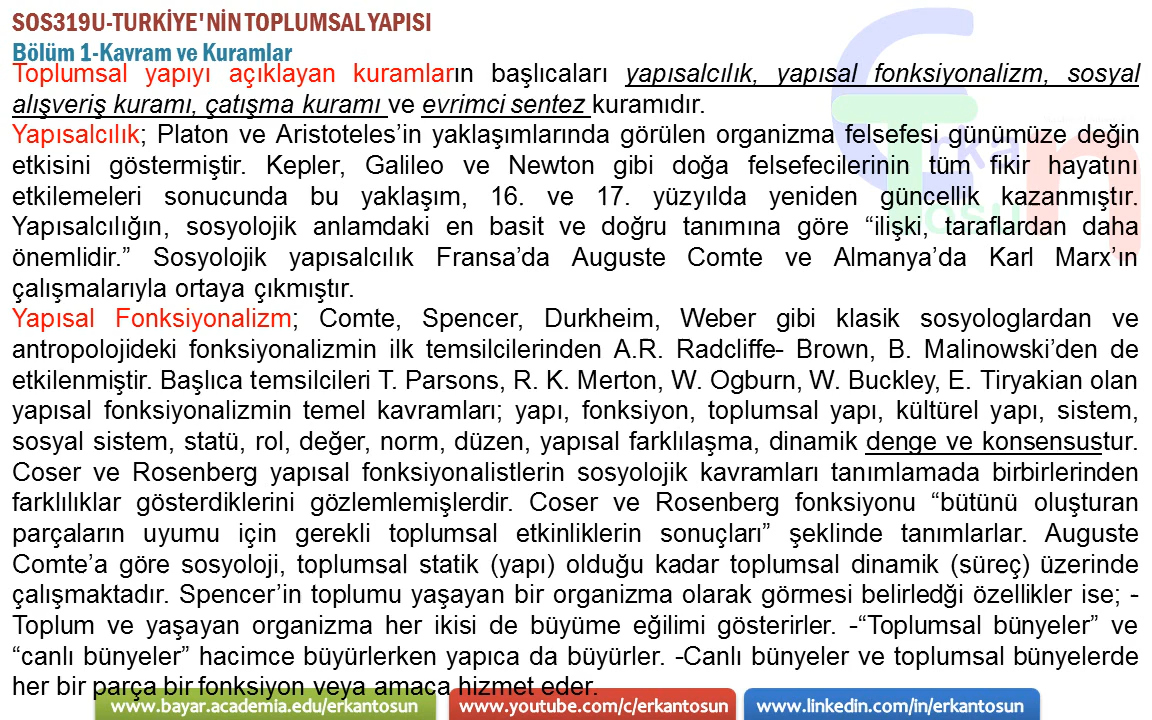 SOS319U-TURKİYE'NİN TOPLUMSAL YAPISI
Bölüm 1-Kavram ve Kuramlar
Toplumsal yapıyı açıklayan kuramların başlıcaları yapısalcılık, yapısal fonksiyonalizm, sosyal
alışveriş kuramı, çatışma kuramı ve evrimci sentez kuramıdır.
Yapısalcılık; Platon ve Aristoteles’in yaklaşımlarında görülen organizma felsefesi günümüze değin
etkisini göstermiştir. Kepler, Galileo ve Newton gibi doğa felsefecilerinin tüm fikir hayatını
etkilemeleri sonucunda bu yaklaşım, 16. ve 17. yüzyılda yeniden güncellik kazanmıştır.
Yapısalcılığın, sosyolojik anlamdaki en basit ve doğru tanımına göre “ilişki, taraflardan daha
önemlidir.” Sosyolojik yapısalcılık Fransa’da Auguste Comte ve Almanya’da Karl Marx’ın
çalışmalarıyla ortaya çıkmıştır.
Yapısal Fonksiyonalizm; Comte, Spencer, Durkheim, Weber gibi klasik sosyologlardan ve
antropolojideki fonksiyonalizmin ilk temsilcilerinden A.R. Radcliffe- Brown, B. Malinowski’den de
etkilenmiştir. Başlıca temsilcileri T. Parsons, R. K. Merton, W. Ogburn, W. Buckley, E. Tiryakian olan
yapısal fonksiyonalizmin temel kavramları; yapı, fonksiyon, toplumsal yapı, kültürel yapı, sistem,
sosyal sistem, statü, rol, değer, norm, düzen, yapısal farklılaşma, dinamik denge ve konsensustur.
Coser ve Rosenberg yapısal fonksiyonalistlerin sosyolojik kavramları tanımlamada birbirlerinden
farklılıklar gösterdiklerini gözlemlemişlerdir. Coser ve Rosenberg fonksiyonu “bütünü oluşturan
parçaların uyumu için gerekli toplumsal etkinliklerin sonuçları” şeklinde tanımlarlar. Auguste
Comte’a göre sosyoloji, toplumsal statik (yapı) olduğu kadar toplumsal dinamik (süreç) üzerinde
çalışmaktadır. Spencer’in toplumu yaşayan bir organizma olarak görmesi belirledği özellikler ise; -
Toplum ve yaşayan organizma her ikisi de büyüme eğilimi gösterirler. -“Toplumsal bünyeler” ve
“canlı bünyeler” hacimce büyürlerken yapıca da büyürler. -Canlı bünyeler ve toplumsal bünyelerde
her bir parça bir fonksiyon veya amaca hizmet eder.
www.bayar.academia.edu/erkantosun www.youtube.com/c/erkantosun www.linkedin.com/in/erkantosun